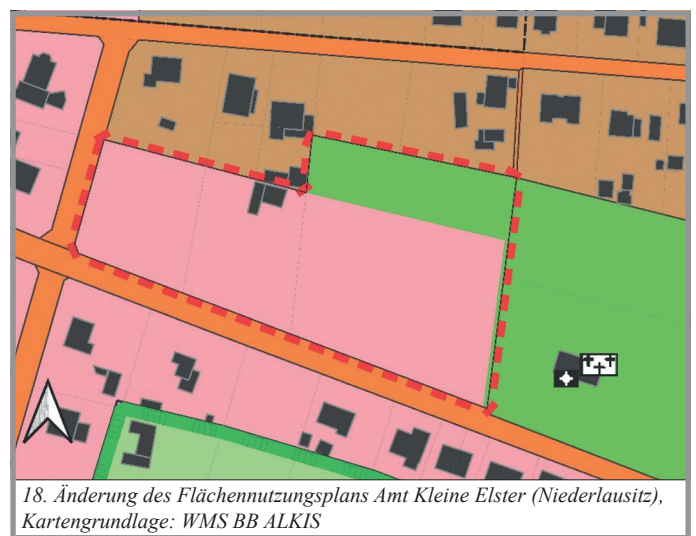 18. Änderung des Flächennutzungsplans Amt Kleine Elster (Niederlausitz),
Kartengrundlage: WMS BB ALKIS